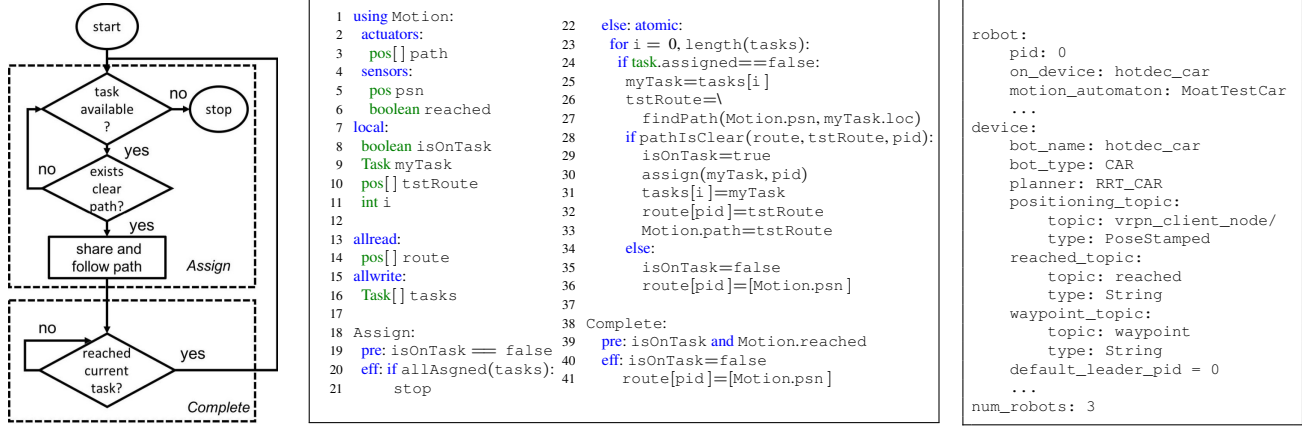 start
task
available
?
no
stop
yes
no
exists
clear
path?
yes
share and
follow path
Assign
no
reached
current
task?
yes
Complete
1 using Motion:
2 actuators:
3 pos[] path
4 sensors:
5 pos psn
6 boolean reached
7 local:
8 boolean isOnTask
9 Task myTask
10 pos[] tstRoute
11 int i
12
13 allread:
14 pos[] route
15 allwrite:
16 Task[] tasks
17
18 Assign:
19 pre: isOnTask == false
20 eff: if allAsgned(tasks):
21 stop
22 else: atomic:
23 for i = 0, length(tasks):
24 if task.assigned==false:
25 myTask=tasks[i]
26 tstRoute=\
27 findPath(Motion.psn, myTask.loc)
28 if pathIsClear(route, tstRoute, pid):
29 isOnTask=true
30 assign(myTask, pid)
31 tasks[i]=myTask
32 route[pid]=tstRoute
33 Motion.path=tstRoute
34 else:
35 isOnTask=false
36 route[pid]=[Motion.psn]
37
38 Complete:
39 pre: isOnTask and Motion.reached
40 eff: isOnTask=false
41 route[pid]=[Motion.psn]
robot:
pid: 0
on_device: hotdec_car
motion_automaton: MoatTestCar
...
device:
bot_name: hotdec_car
bot_type: CAR
planner: RRT_CAR
positioning_topic:
topic: vrpn_client_node/
type: PoseStamped
reached_topic:
topic: reached
type: String
waypoint_topic:
topic: waypoint
type: String
default_leader_pid = 0
...
num_robots: 3